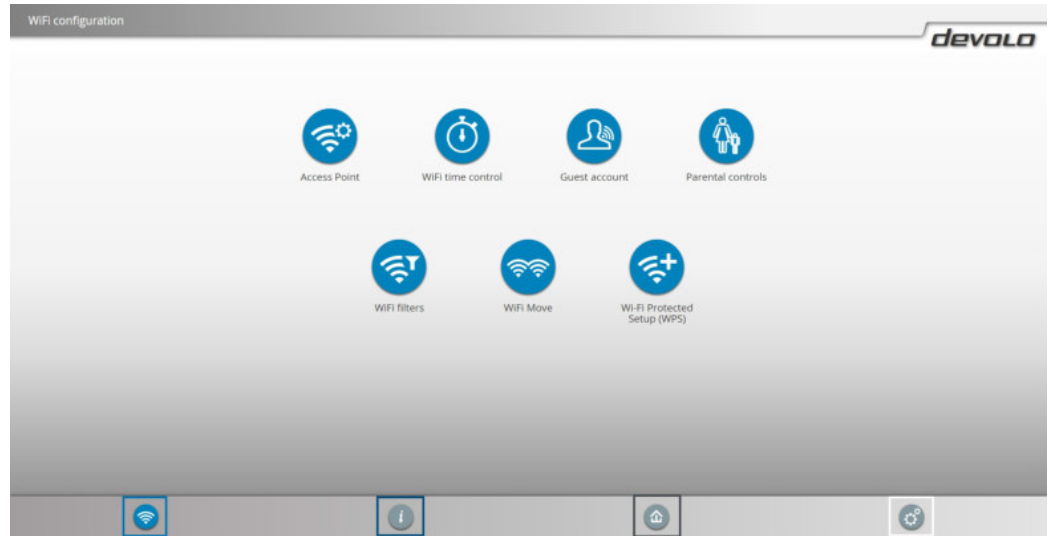 WiFi configuration
devolo
Access Point
WiFi time control
Guest account
Parental controls
WiFi filters
WiFi Move
Wi-Fi Protected
Setup (WPS)
i